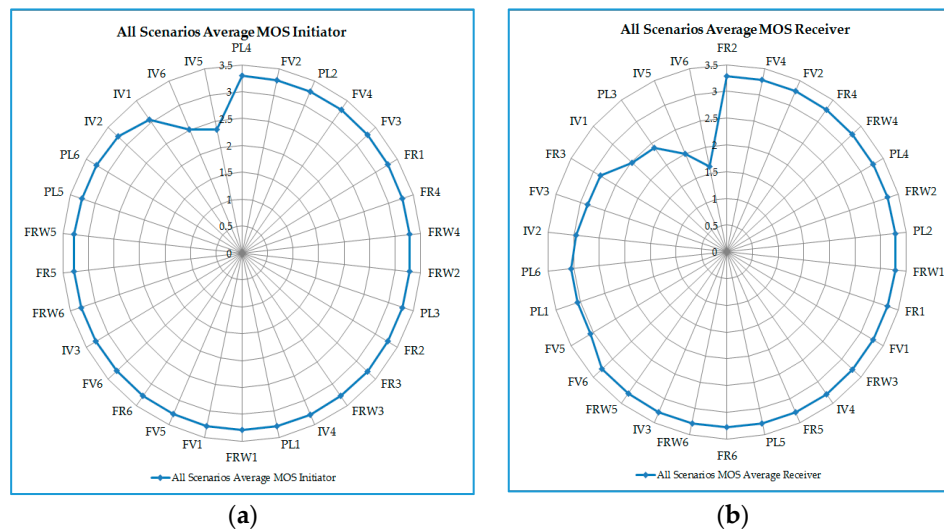 All Scenarios Average MOS Initiator
PL4
FV2
PL2
FV4
FV3
FR1
FR4
FRW4
FRW2
PL3
FR2
FR3
FRW3
IV4
PL1
FRW1
FV1
FV5
FR6
FV6
IV3
FRW6
FR5
FRW5
PL5
PL6
IV2
IV1
IV6
IV5
3.5
3
2.5
2
1.5
1
0.5
0
All Scenarios Average MOS Initiator
(a)
All Scenarios Average MOS Receiver
FR2
FV4
FV2
FR4
FRW4
PL4
FRW2
PL2
FRW1
FR1
FV1
FRW3
IV4
FR5
PL5
FR6
FRW6
IV3
FRW5
FV6
FV5
PL1
PL6
IV2
FV3
FR3
IV1
PL3
IV5
IV6
3.5
3
2.5
2
1.5
1
0.5
0
All Scenarios MOS Average Receiver
(b)